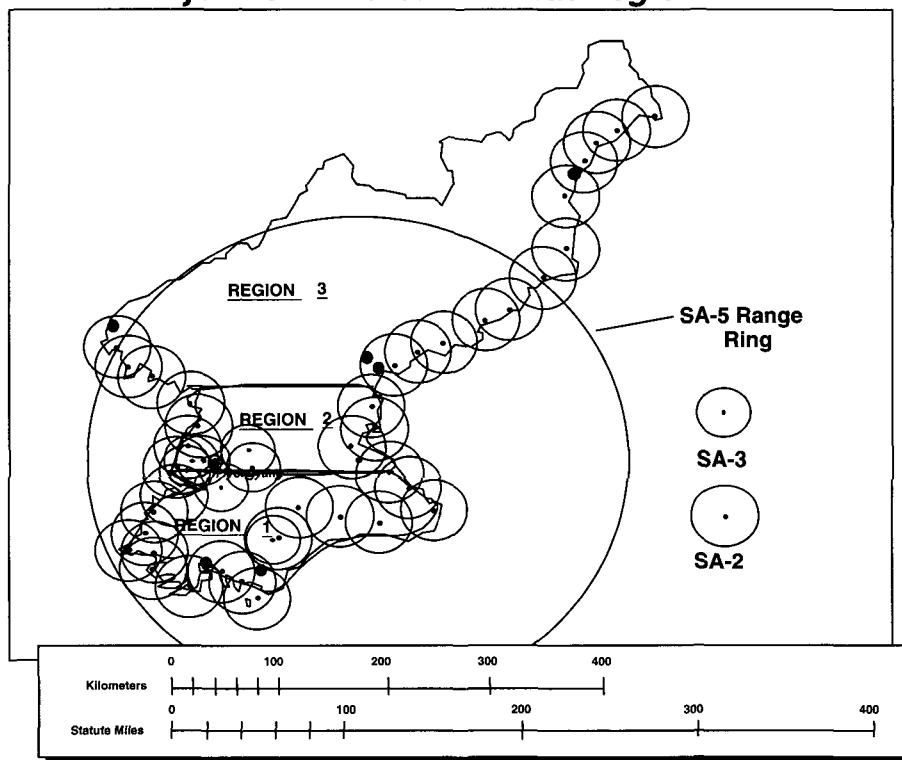 REGION 3
SA-5 Range
Ring
REGION 2
SA-3
REGION 1
SA-2
0 100 200 300 400
Kilometers
0 100 200 300 400
Statute Miles